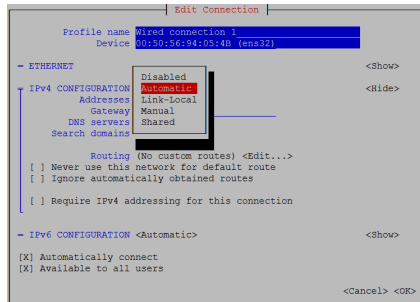 Edit Connection
Profile name Wired connection 1
Device 00:50:56:94:05:4B (ens32)
ETHERNET <Show>
Disabled
IPv4 CONFIGURATION Automatic <Hide>
Addresses Link-Local
Gateway Manual
DNS servers Shared
Search domains
Routing (No custom routes) <Edit...>
[ ] Never use this network for default route
[ ] Ignore automatically obtained routes
[ ] Require IPv4 addressing for this connection
IPv6 CONFIGURATION <Automatic> <Show>
[X] Automatically connect
[X] Available to all users
<Cancel> <OK>